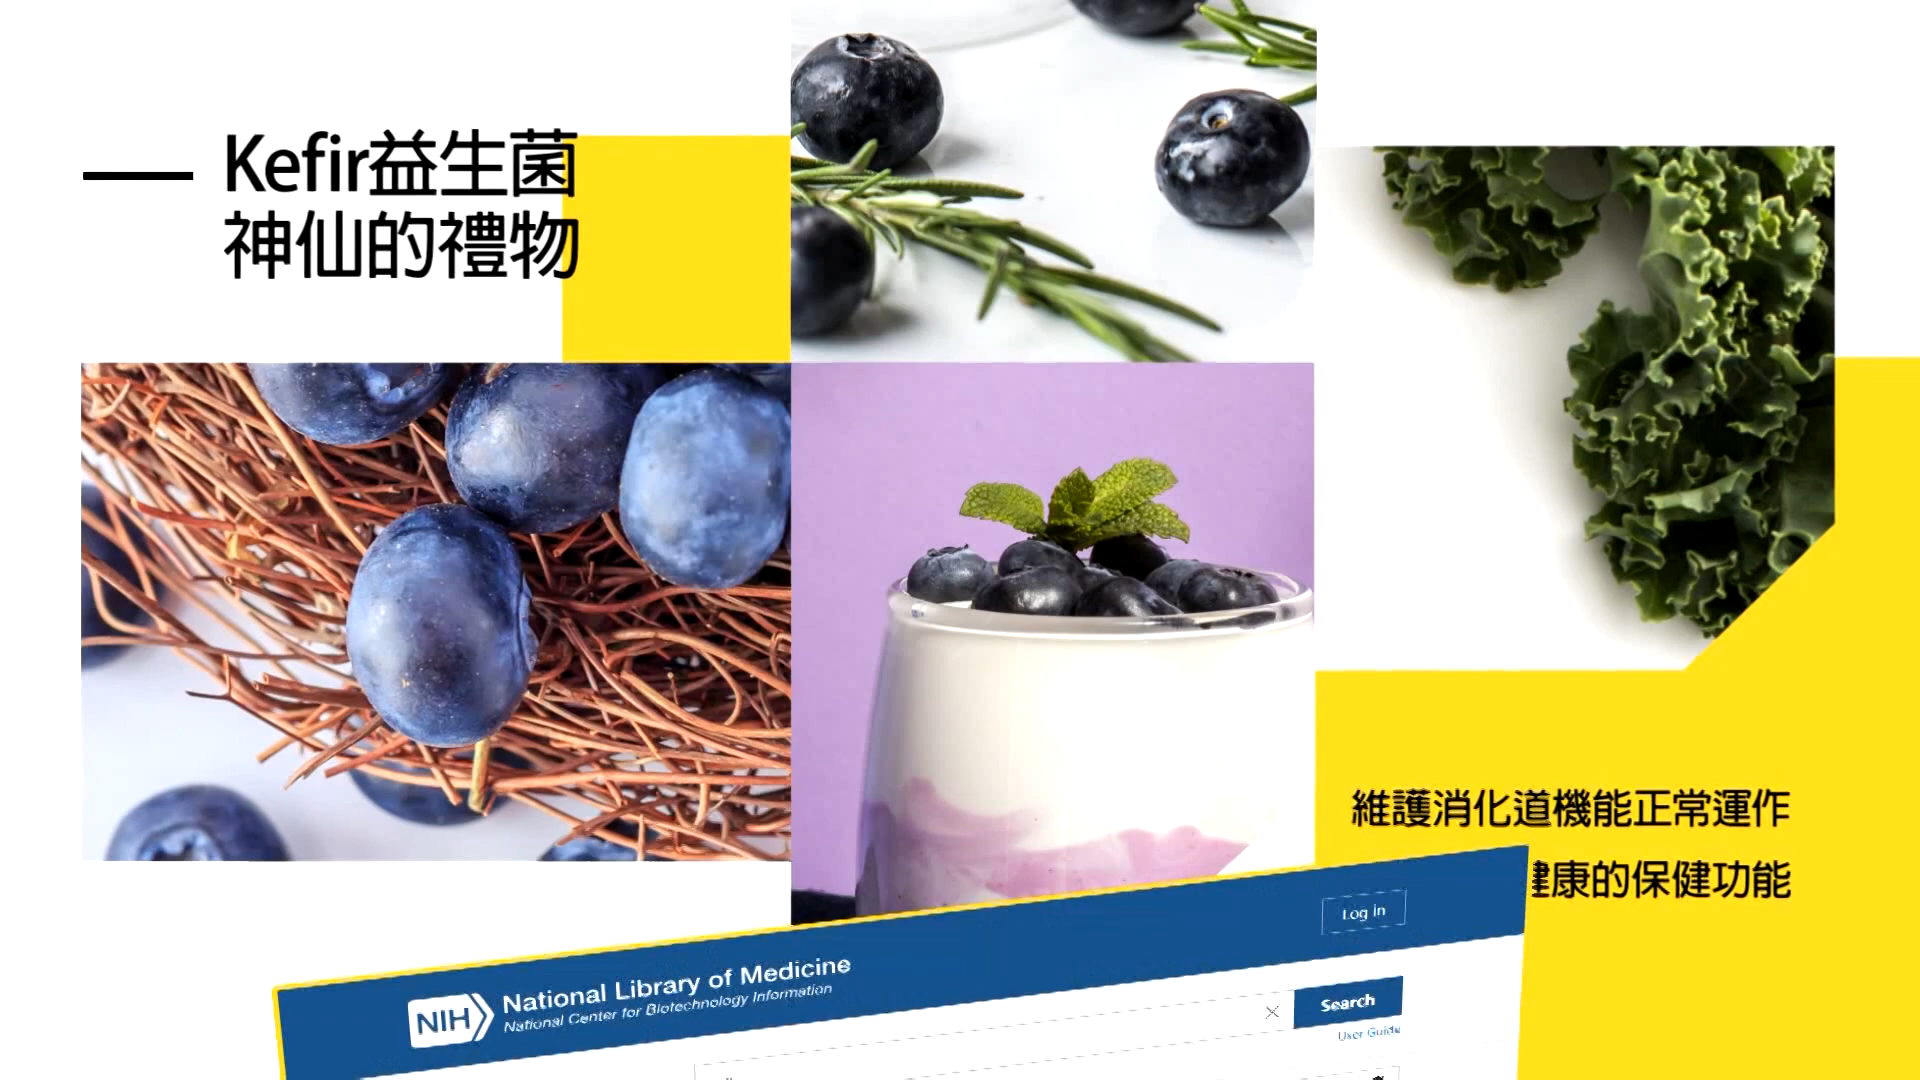 Kefir益生菌
神仙的禮物
維護消化道機能正常運作
健康的保健功能
Log in
NIH
National Library of Medicine
National Center for Biotechnology Information
Search
User Guide